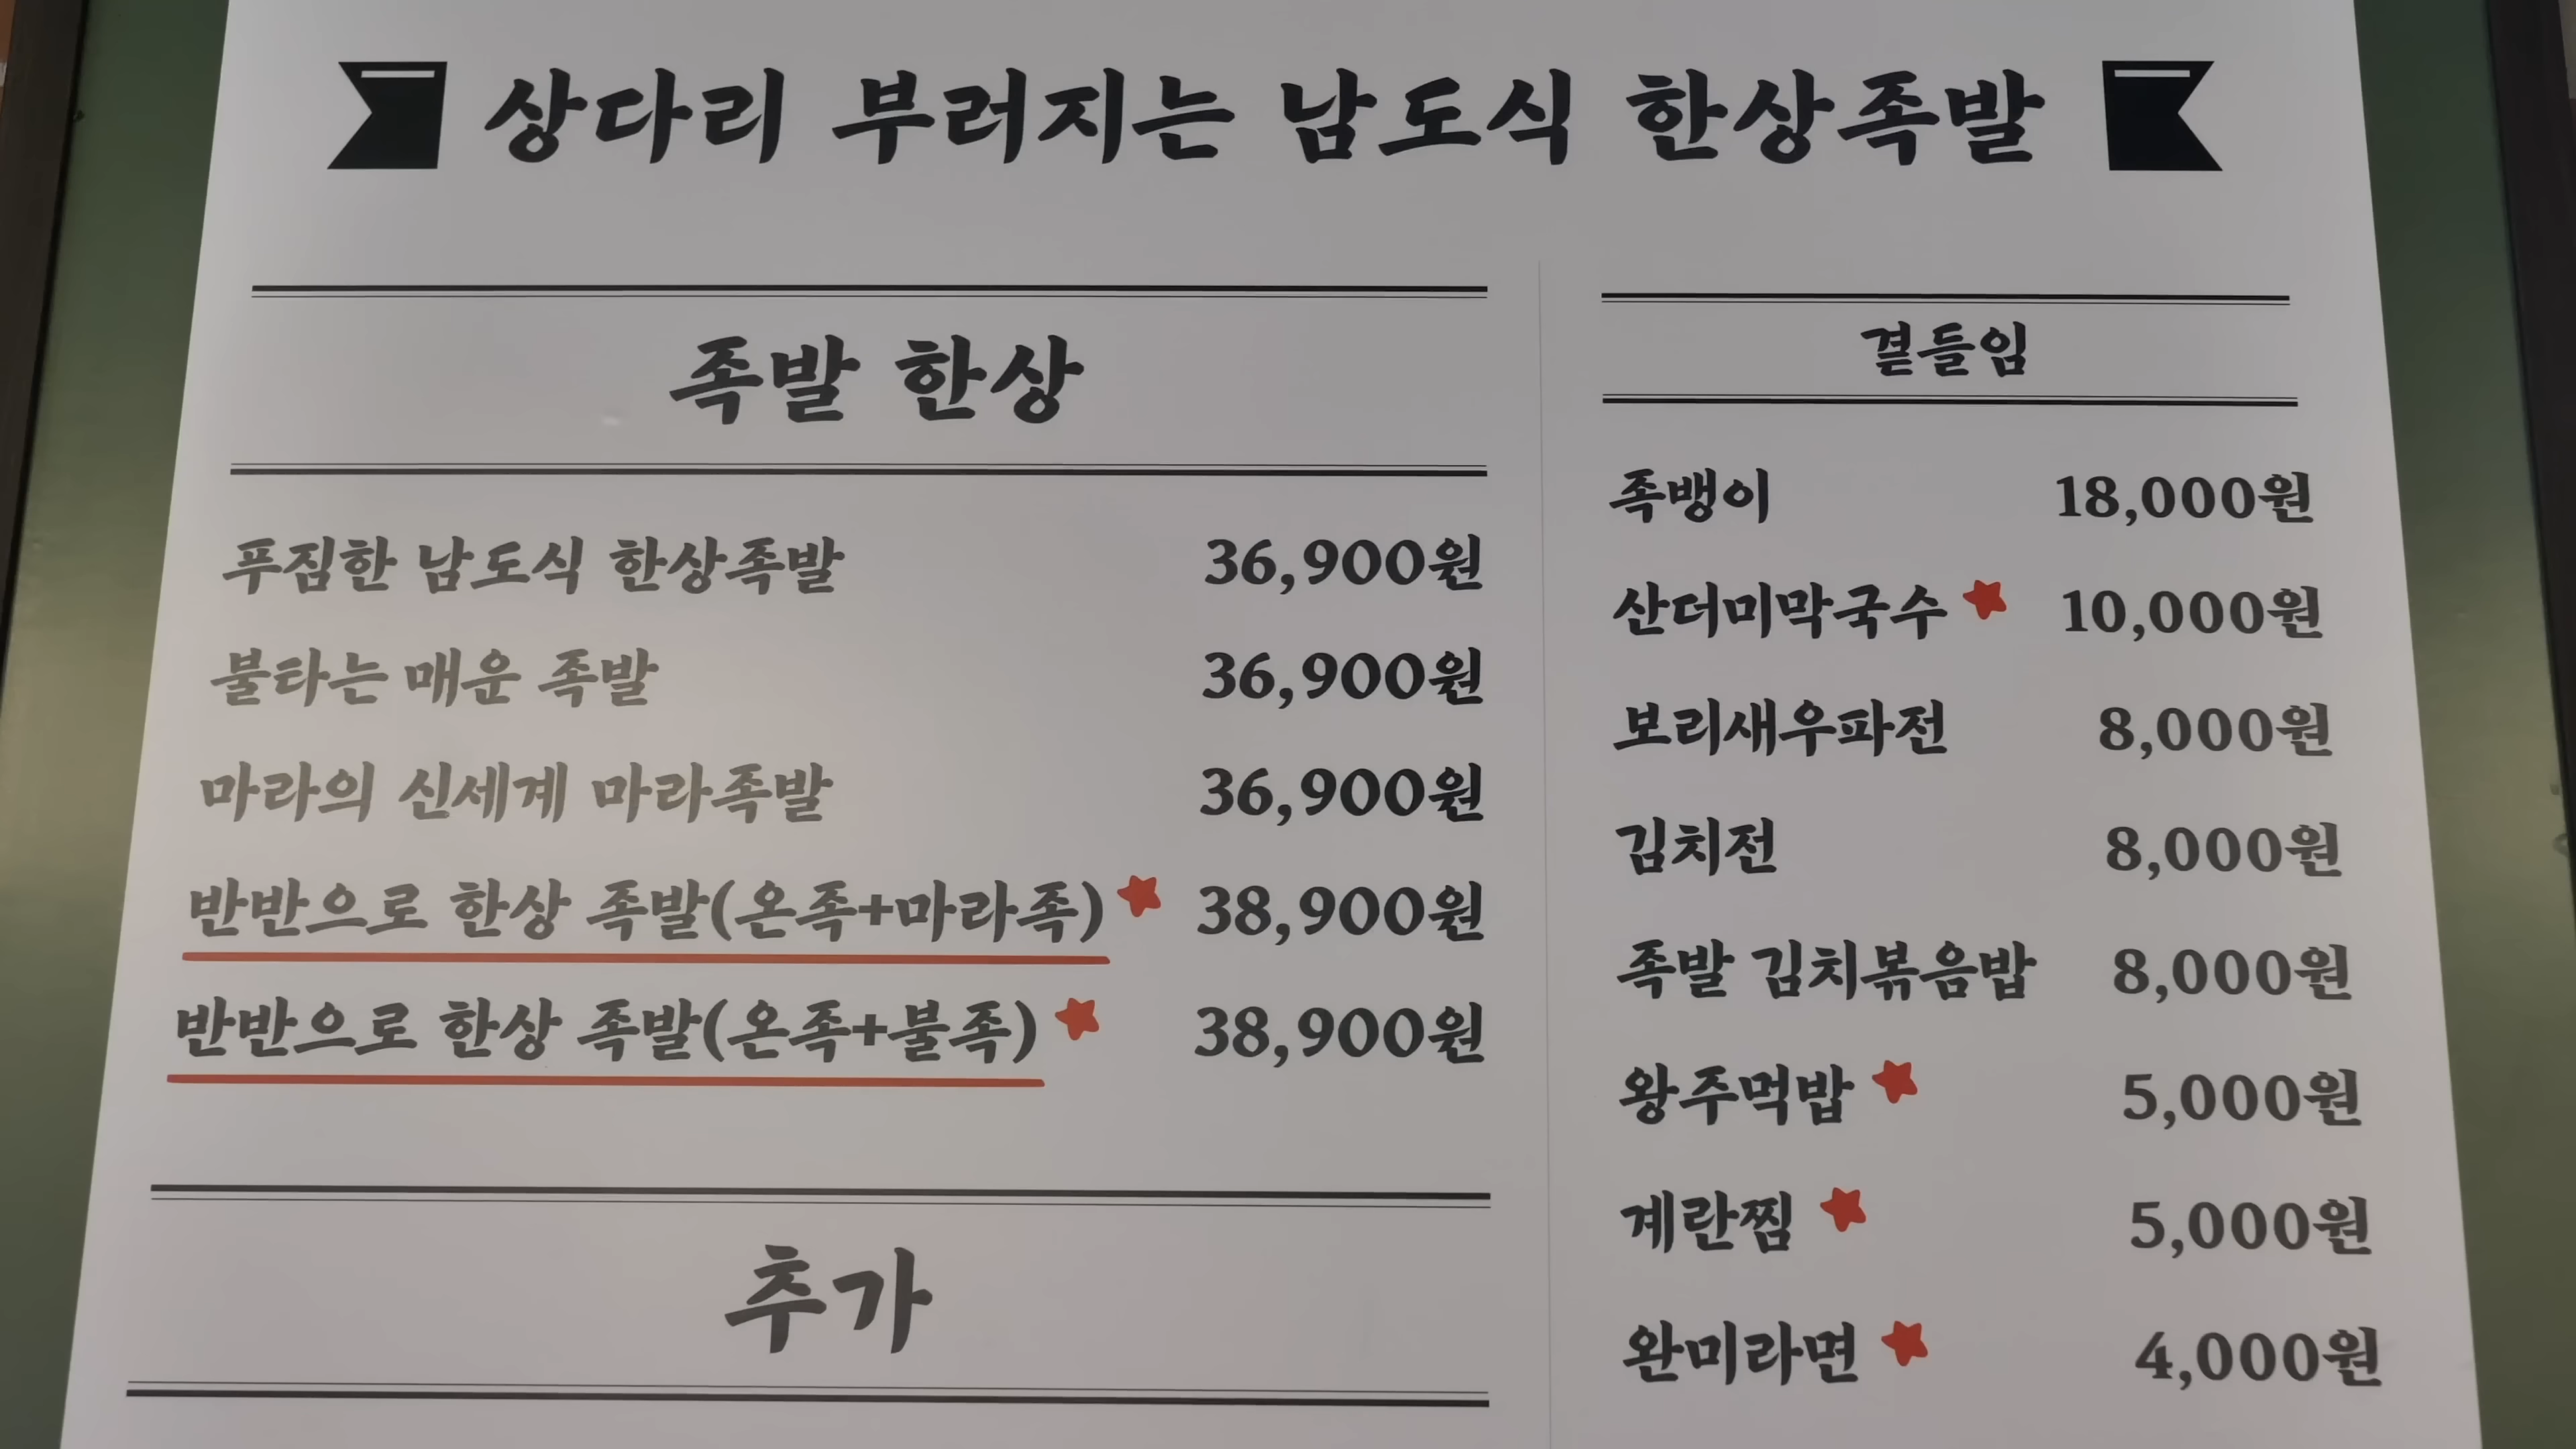 상다리 부러지는 남도식 한상족발
족발 한상
푸짐한 남도식 한상족발 36,900원
불타는 매운 족발 36,900원
마라의 신세계 마라족발 36,900원
반반으로 한상 족발(온족+마라족) 38,900원
반반으로 한상 족발(온족+불족) 38,900원
추가
곁들임
족뱅이 18,000원
산더미막국수 10,000원
보리새우파전 8,000원
김치전 8,000원
족발 김치볶음밥 8,000원
왕주먹밥 5,000원
계란찜 5,000원
완미라면 4,000원